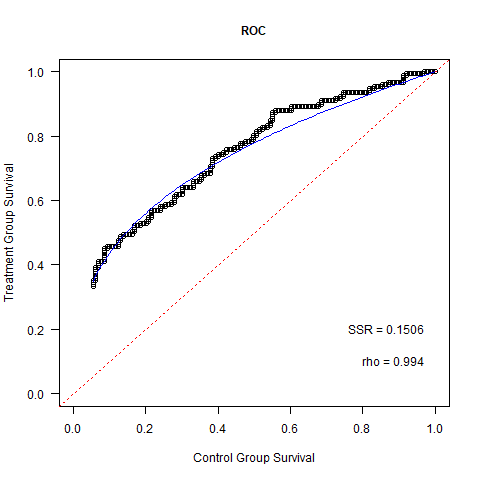 ROC
Treatment Group Survival
1.0
0.8
0.6
0.4
0.2
0.0
SSR = 0.1506
rho = 0.994
0.0 0.2 0.4 0.6 0.8 1.0
Control Group Survival